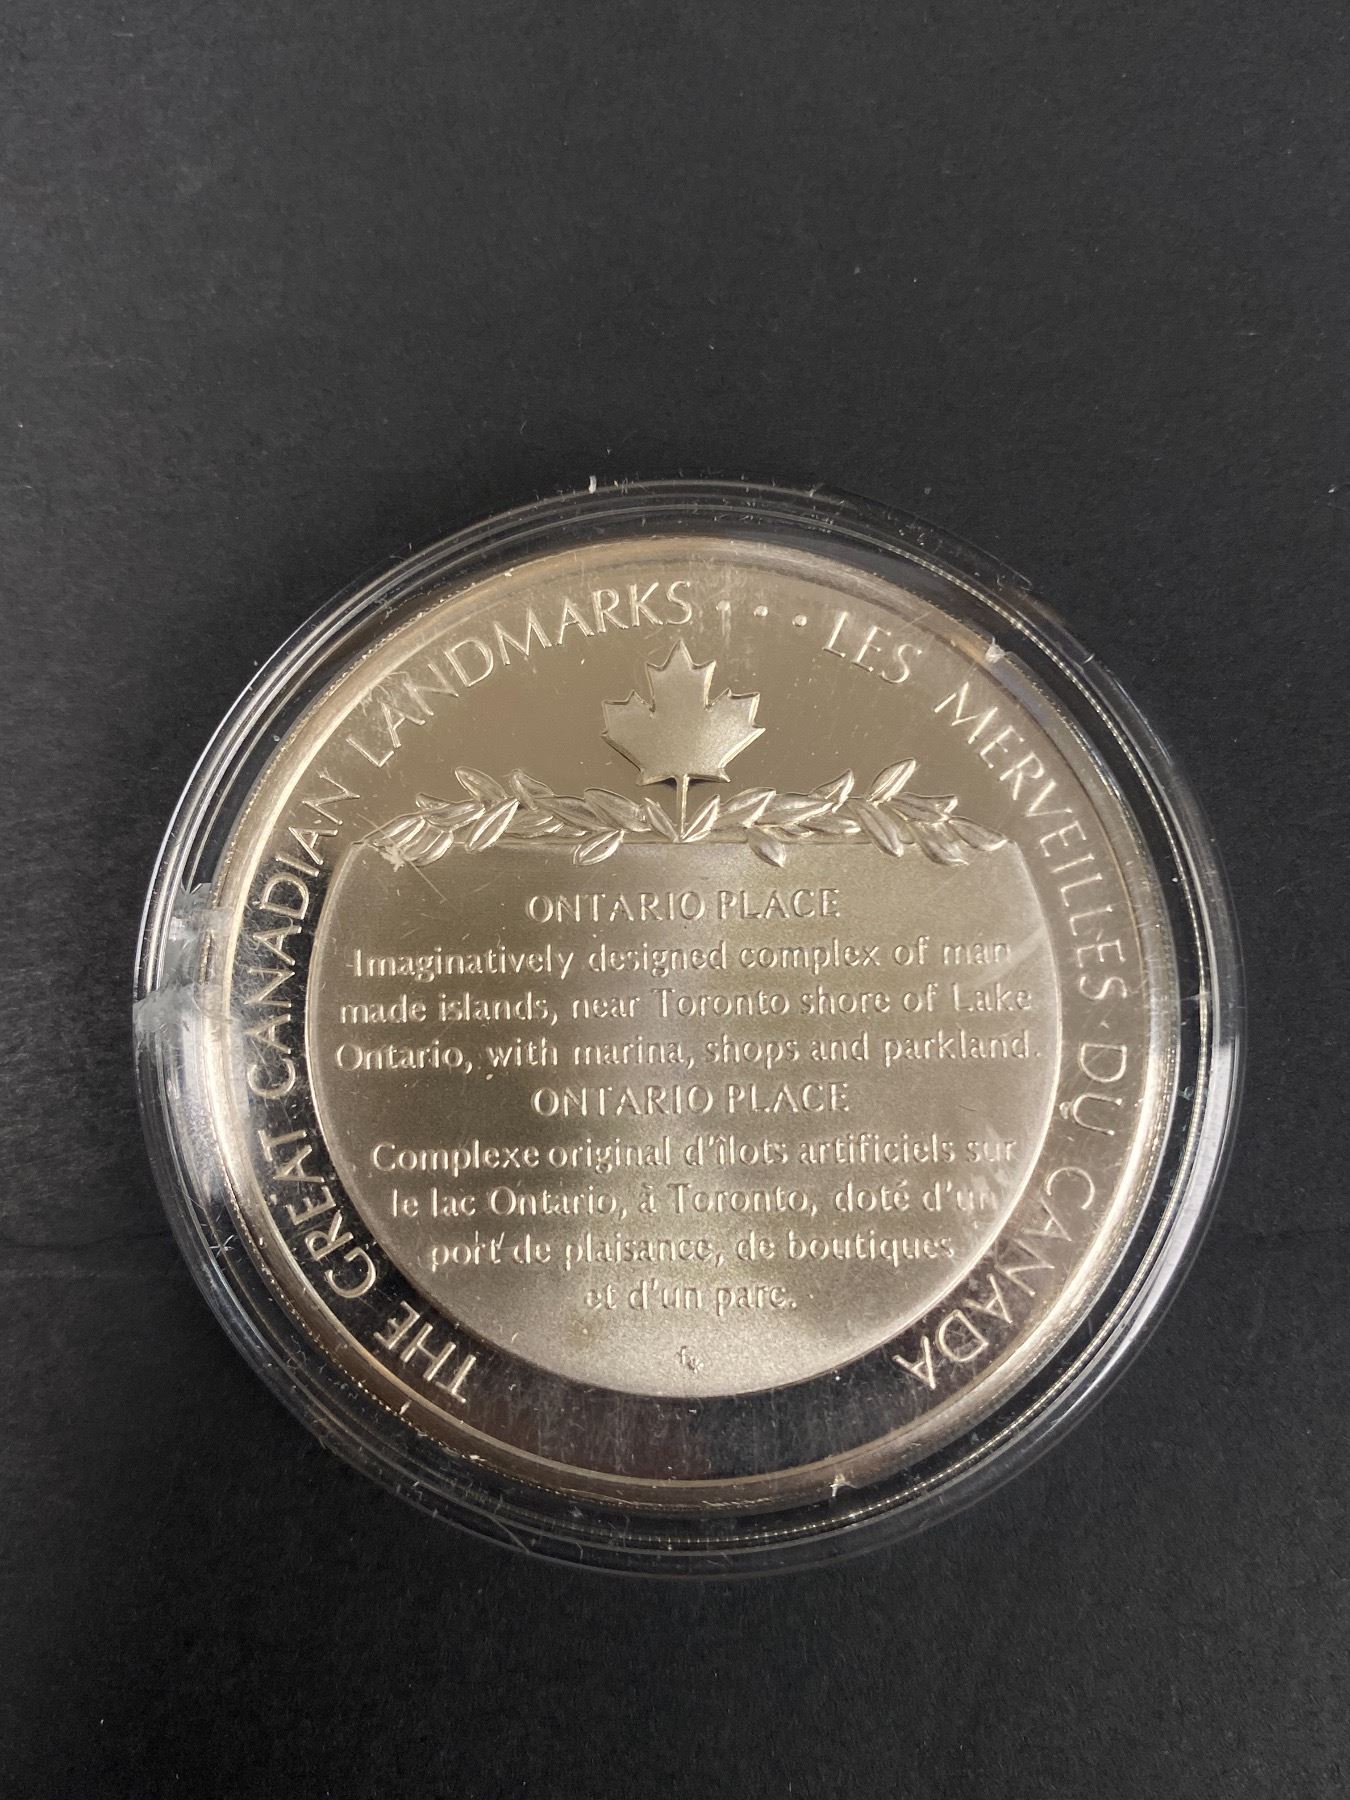 THE GREAT CANADIAN LANDMARKS . . . LES MERVEILLES DU CANADA
ONTARIO PLACE
Imaginatively designed complex of man
made islands, near Toronto shore of Lake
Ontario, with marina, shops and parkland.
ONTARIO PLACE
Complexe original d'îlots artificiels sur
le lac Ontario, à Toronto, doté d'un
port de plaisance, de boutiques
et d'un parc.